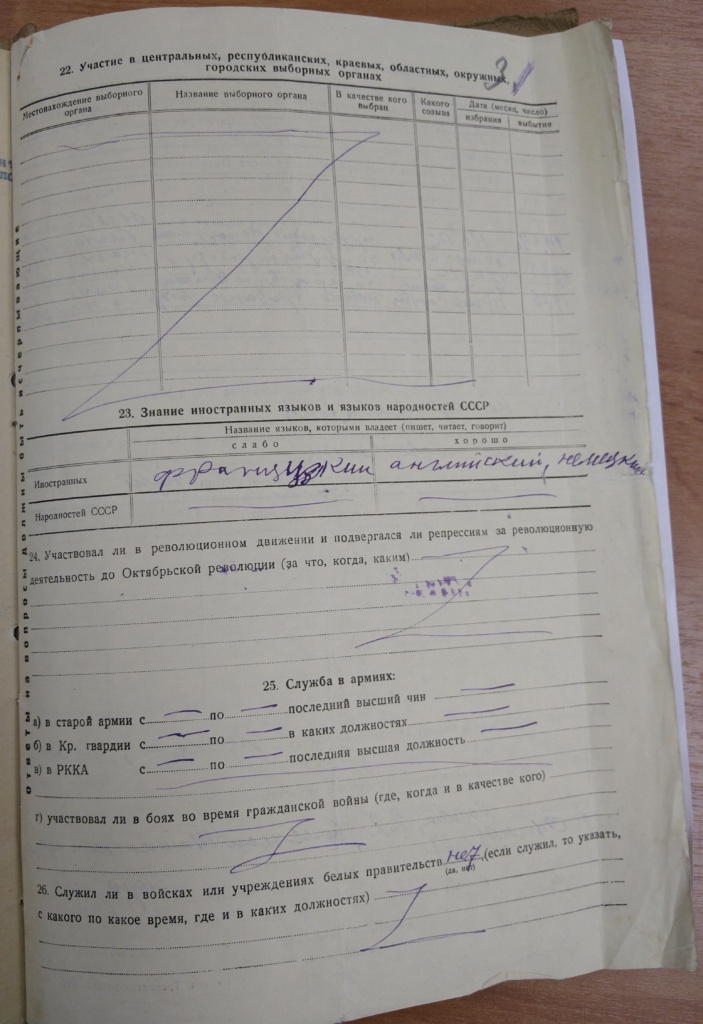 31
22. Участие в центральных, республиканских, краевых, областных, окружных,
городских выборных органах
Местовахождение выборного
органа
Название выборного органа
В качестве кого
выбран
Какого
созыва
Дата (месяц, число)
избрания
выбытия
23. Знание иностранных языков и языков народностей СССР
Название языков, которыми владеет (пишет, читает, говорит)
слабо
хорошо
Иностранных
французкий
английский, немецкий
Народностей СССР
24. Участвовал ли в революционном движении и подвергался ли репрессиям за революционную
деятельность до Октябрьской революции (за что, когда, каким)
25. Служба в армиях:
а) в старой армии с по последний высший чин
б) в Кр. гвардии с по в каких должностях
в) в РККА с по последняя высшая должность
г) участвовал ли в боях во время гражданской войны (где, когда и в качестве кого)
26. Служил ли в войсках или учреждениях белых правительств нет, (если служил, то указать,
(да, нет)
с какого по какое время, где и в каких должностях)
Ответы на вопросы должны быть исчерпывающие